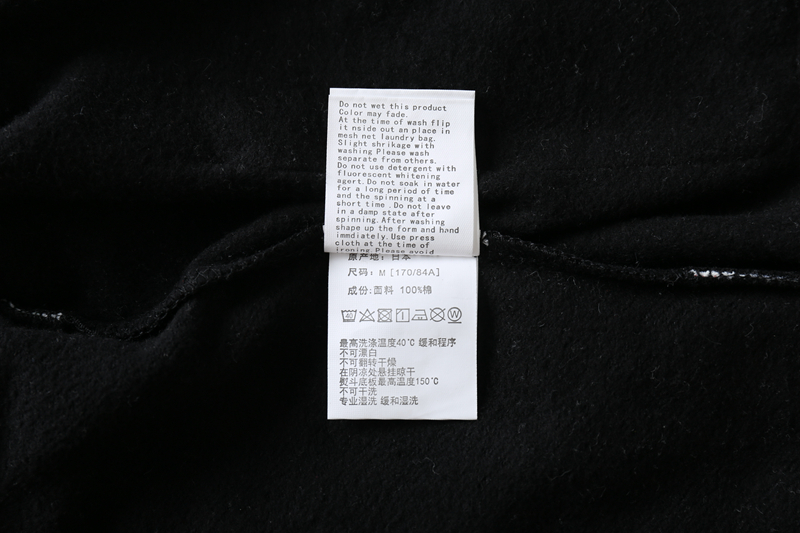 Do not wet this product
Color may fade.
At the time of wash flip
it nside out an place in
mesh net laundry bag.
Slight shrikage with
washing Please wash
separate from others.
Do not use detergent with
fluorescent whitening
agert. Do not soak in water
for a long period of time
and the spinning at a
short time .Do not leave
in a damp state after
spinning. After washing
shape up the form and hand
immdiately. Use press
cloth at the time of
ironing Please avoid
原产地: 日本
尺码: M [170/84A]
成份: 面料 100%棉
W
最高洗涤温度40℃ 缓和程序
不可漂白
不可翻转干燥
在阴凉处悬挂晾干
熨斗底板最高温度150℃
不可干洗
专业湿洗 缓和湿洗